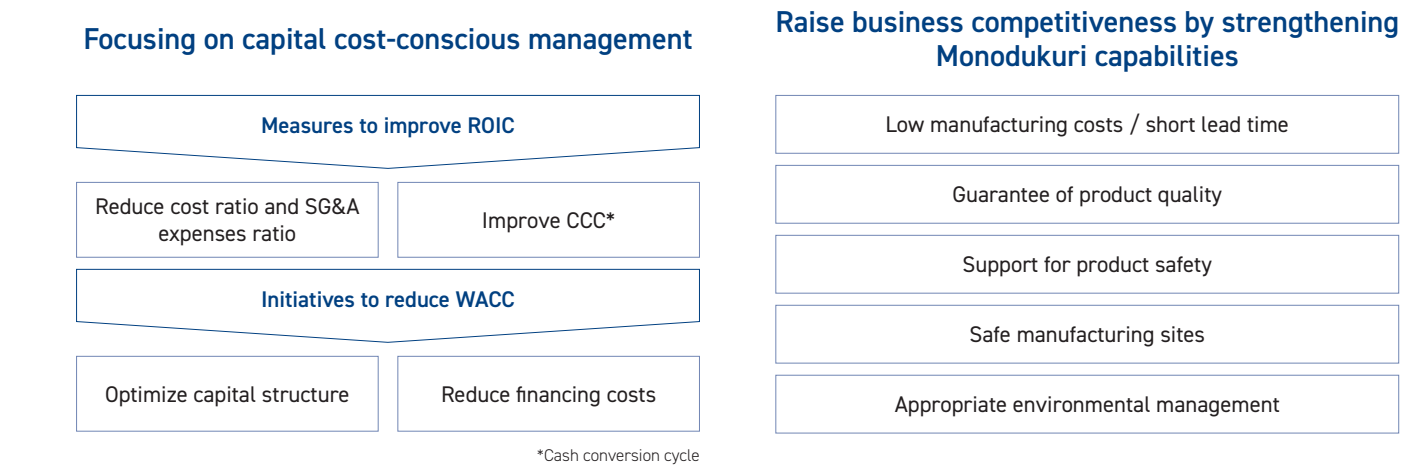 Focusing on capital cost-conscious management
Measures to improve ROIC
Reduce cost ratio and SG&A
expenses ratio
Improve CCC*
Initiatives to reduce WACC
Optimize capital structure
Reduce financing costs
*Cash conversion cycle
Raise business competitiveness by strengthening
Monodukuri capabilities
Low manufacturing costs / short lead time
Guarantee of product quality
Support for product safety
Safe manufacturing sites
Appropriate environmental management